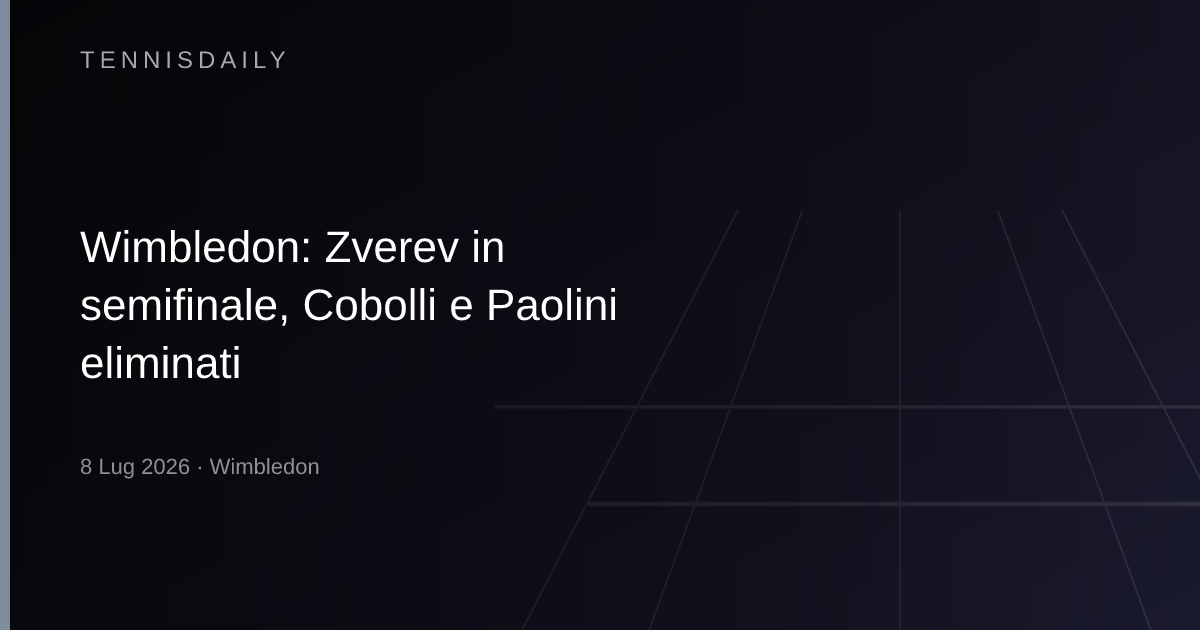 TENNISDAILY
Wimbledon: Zverev in
semifinale, Cobolli e Paolini
eliminati
8 Lug 2026 · Wimbledon